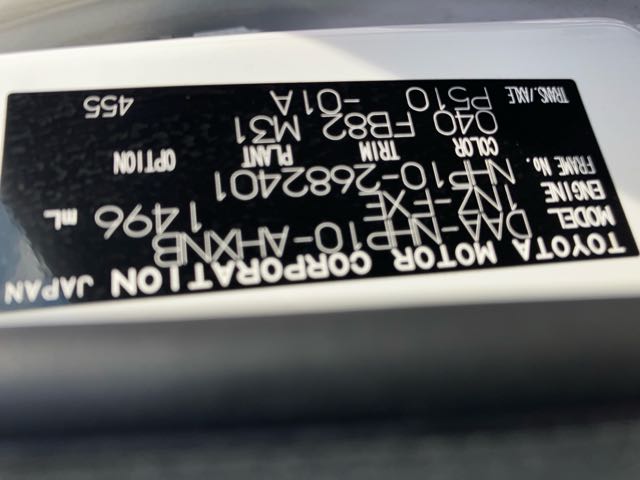 TOYOTA MOTOR CORPORATION JAPAN
MODEL DAA-NHP10-AHXNB
ENGINE 1NZ-FXE 1496 mL
FRAME No. NHP10-2682401
COLOR TRIM PLANT OPTION
040 FB82 M31
TRANS./AXLE P510 -01A 455